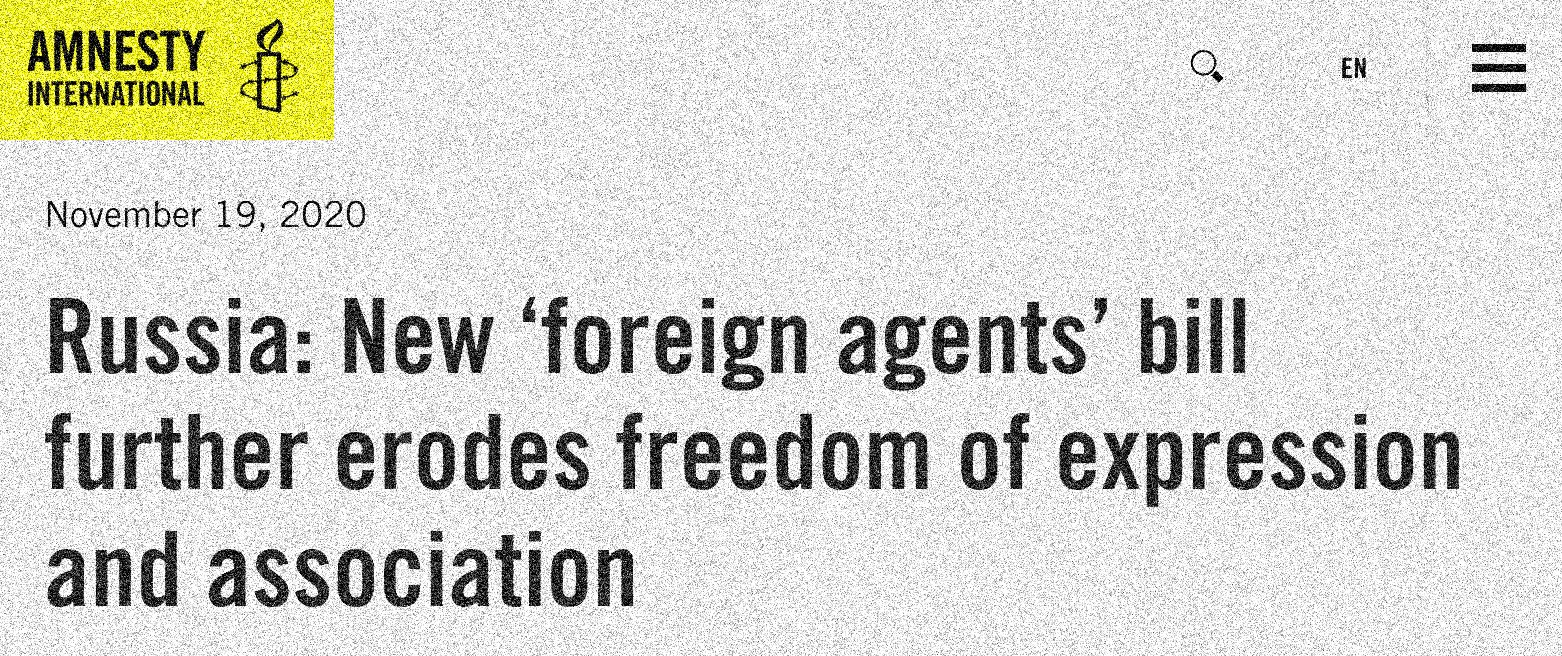 AMNESTY
INTERNATIONAL
EN
November 19, 2020
Russia: New ‘foreign agents’ bill
further erodes freedom of expression
and association